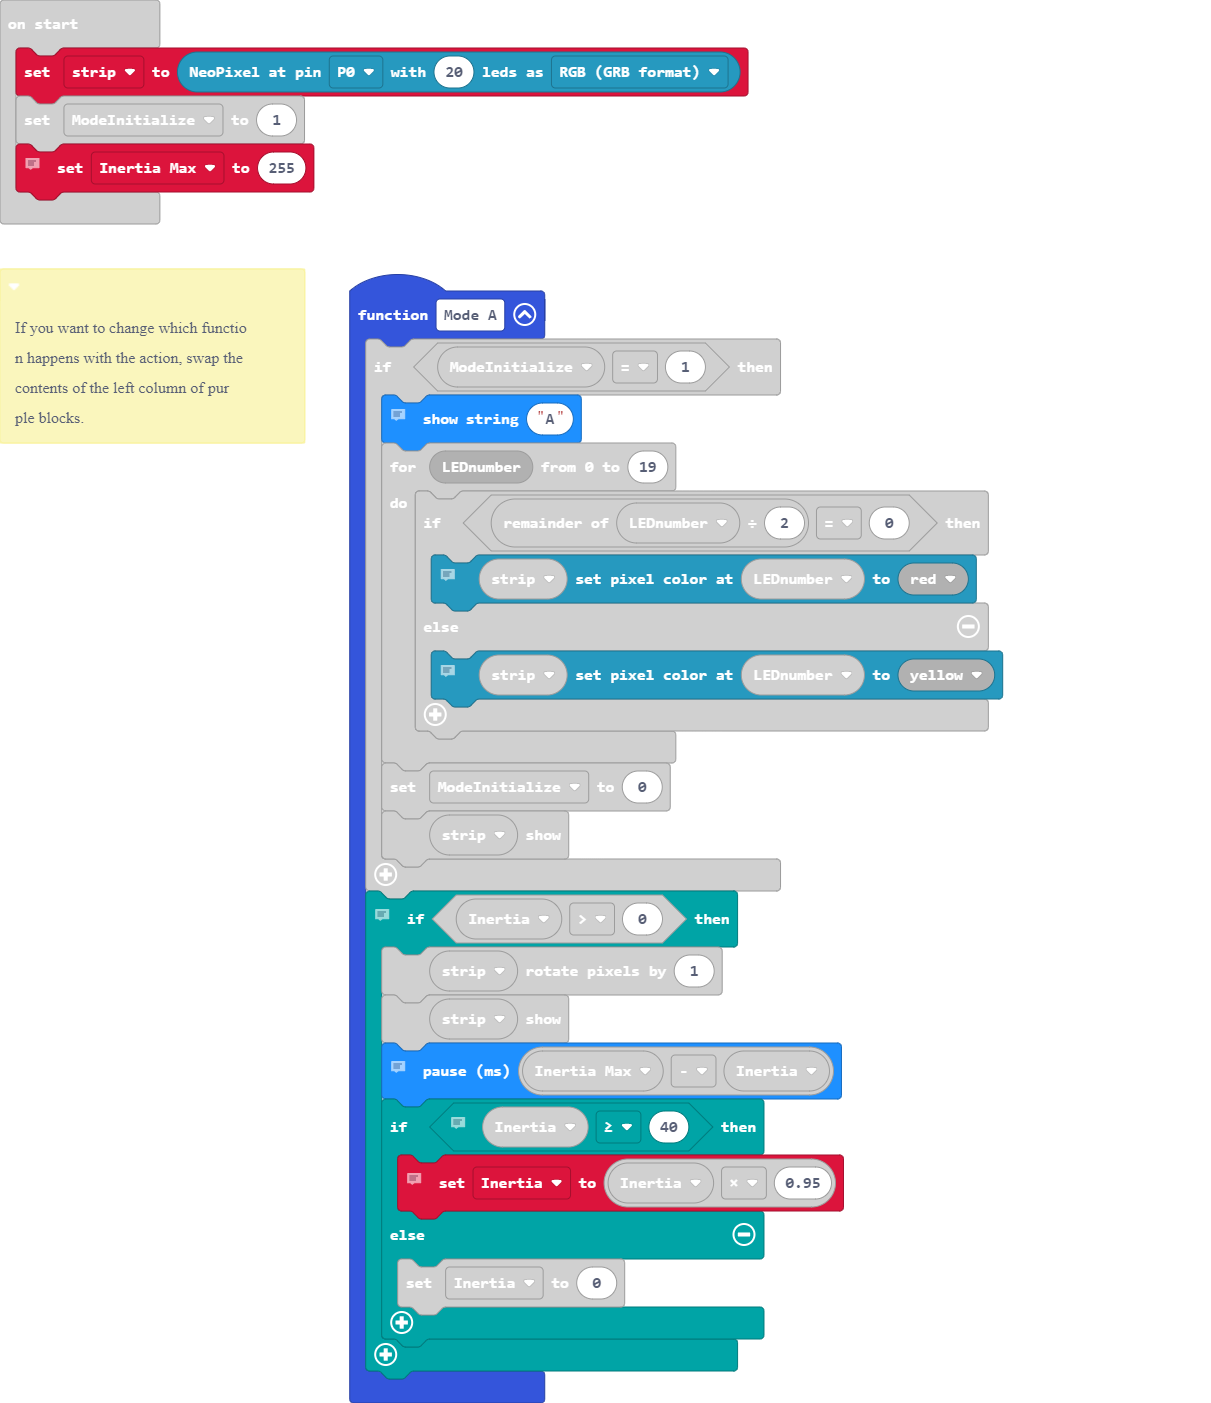 on start
set strip to NeoPixel at pin P0 with 20 leds as RGB (GRB format)
set ModeInitialize to 1
set Inertia Max to 255
If you want to change which functio
n happens with the action, swap the
contents of the left column of pur
ple blocks.
function Mode A
if ModeInitialize = 1 then
show string "A"
for LEDnumber from 0 to 19
do
if remainder of LEDnumber ÷ 2 = 0 then
strip set pixel color at LEDnumber to red
else
strip set pixel color at LEDnumber to yellow
set ModeInitialize to 0
strip show
if Inertia > 0 then
strip rotate pixels by 1
strip show
pause (ms) Inertia Max - Inertia
if Inertia ≥ 40 then
set Inertia to Inertia × 0.95
else
set Inertia to 0